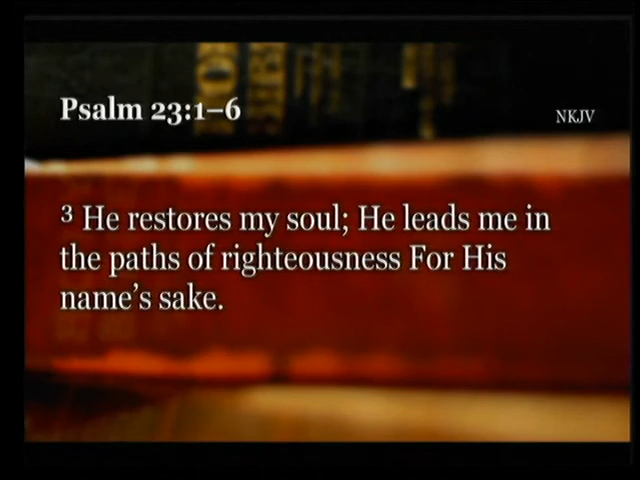 Psalm 23:1–6
NKJV
³ He restores my soul; He leads me in
the paths of righteousness For His
name's sake.